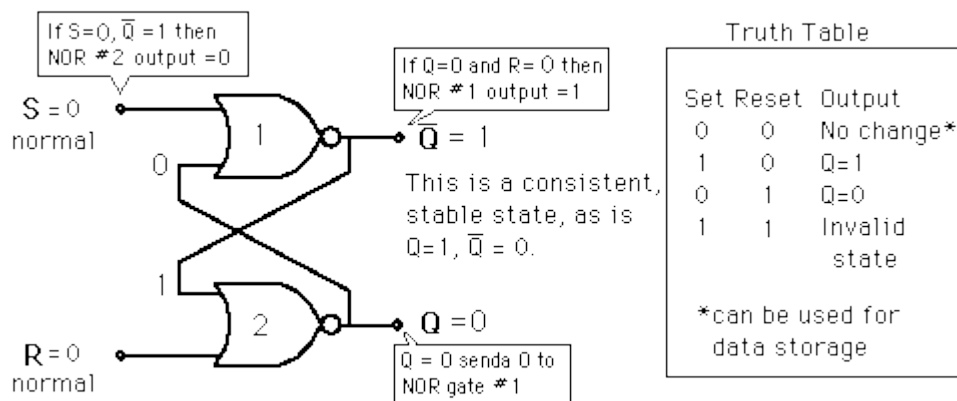 If S=0, Q̅ =1 then
NOR #2 output =0
S = 0
normal
If Q=0 and R= 0 then
NOR #1 output =1
1
Q̅ = 1
0
This is a consistent,
stable state, as is
Q=1, Q̅ = 0.
1
2
Q =0
R = 0
normal
Q = 0 senda 0 to
NOR gate #1
Truth Table
Set Reset Output
0 0 No change*
1 0 Q=1
0 1 Q=0
1 1 Invalid
state
*can be used for
data storage